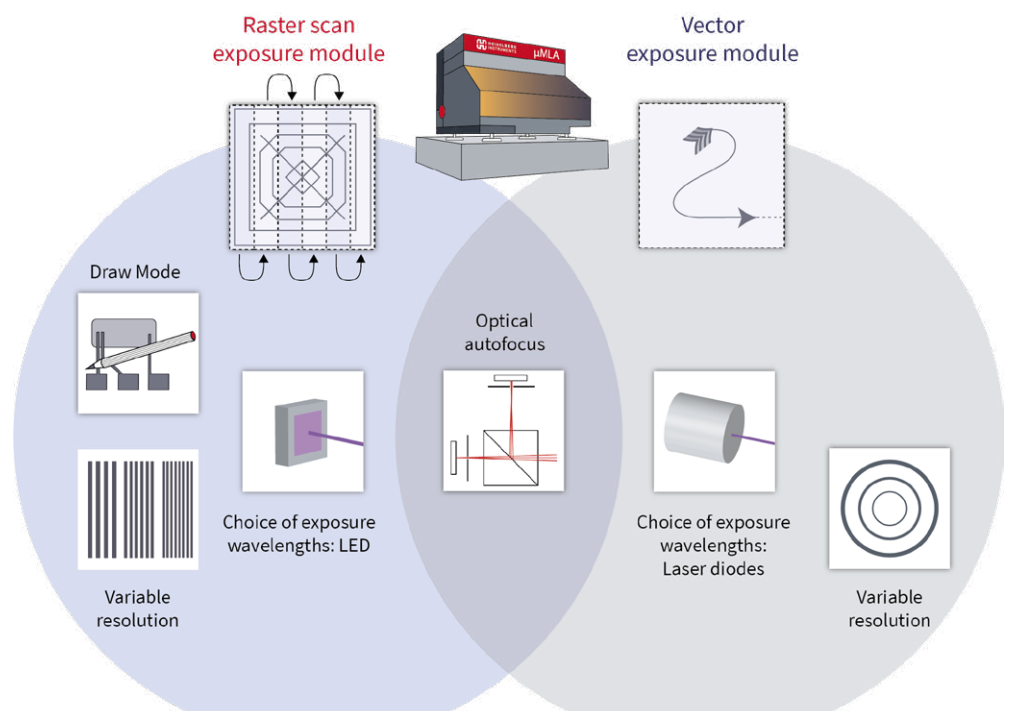 Raster scan
exposure module
HEIDELBERG
INSTRUMENTS
µMLA
Vector
exposure module
Draw Mode
Optical
autofocus
Choice of exposure
wavelengths: LED
Choice of exposure
wavelengths:
Laser diodes
Variable
resolution
Variable
resolution